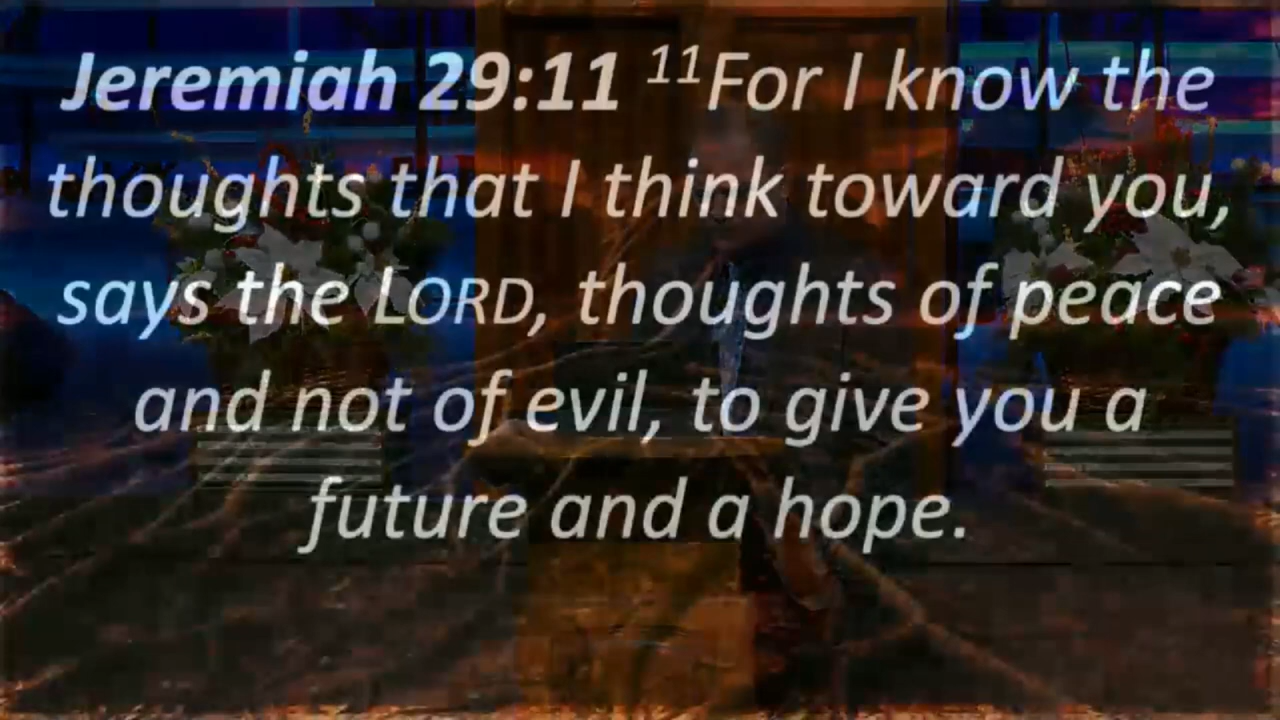 Jeremiah 29:11 ¹¹For I know the
thoughts that I think toward you,
says the LORD, thoughts of peace
and not of evil, to give you a
future and a hope.